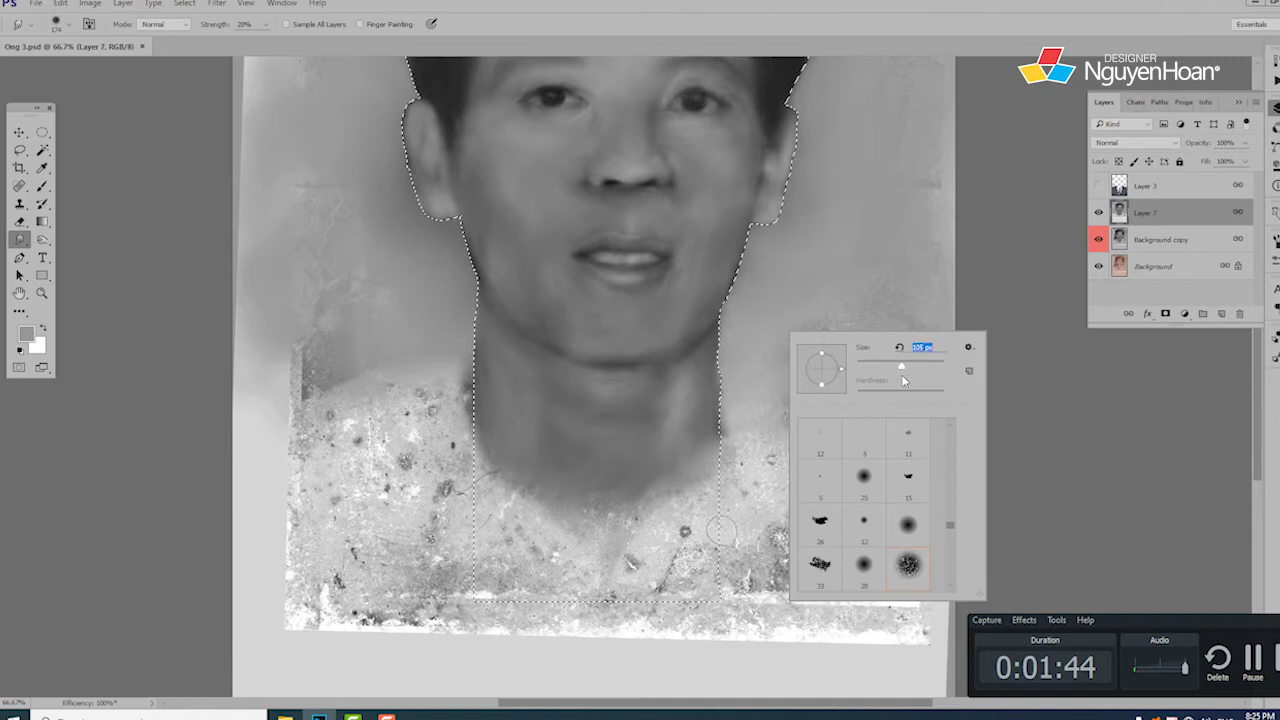 Ps File Edit Image Layer Type Select Filter View Window Help
174 Mode: Normal Strength: 20% Sample All Layers Finger Painting Essentials
Ong 3.psd @ 66.7% (Layer 7, RGB/8)
DESIGNER
NguyenHoan®
Layers Chann Paths Prope Info
Kind
Normal Opacity: 100%
Lock: Fill: 100%
Layer 3
Layer 7
Background copy
Background
Size: 105 px
Hardness:
12 5 11
5 25 15
26 12
33 28
Capture Effects Tools Help
Duration Audio
0:01:44
Delete Pause
66.67% Efficiency: 100%*
8:25 PM